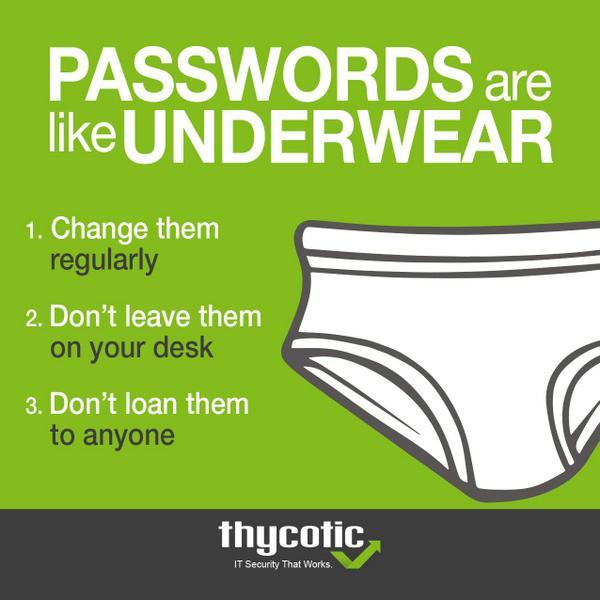 PASSWORDS are
like UNDERWEAR
1. Change them
regularly
2. Don't leave them
on your desk
3. Don't loan them
to anyone
thycotic
IT Security That Works.